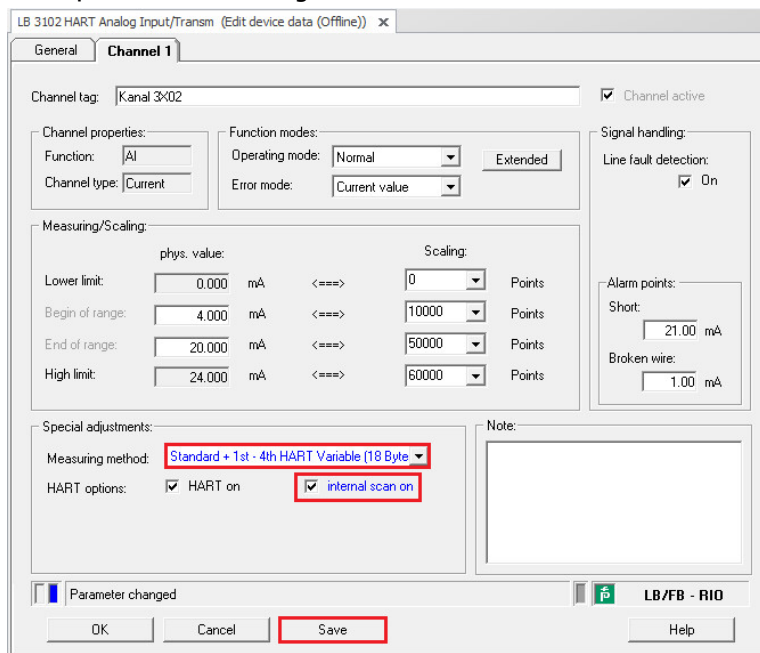 LB 3102 HART Analog Input/Transm (Edit device data (Offline)) x
General Channel 1
Channel tag: Kanal 3X02 Channel active
Channel properties: Function modes: Signal handling:
Function: AI Operating mode: Normal Extended Line fault detection:
Channel type: Current Error mode: Current value On
Measuring/Scaling:
phys. value: Scaling:
Lower limit: 0.000 mA <===> 0 Points Alarm points:
Begin of range: 4.000 mA <===> 10000 Points Short:
21.00 mA
End of range: 20.000 mA <===> 50000 Points Broken wire:
High limit: 24.000 mA <===> 60000 Points 1.00 mA
Special adjustments: Note:
Measuring method: Standard + 1st - 4th HART Variable (18 Byte
HART options: HART on internal scan on
Parameter changed LB/FB - RIO
OK Cancel Save Help